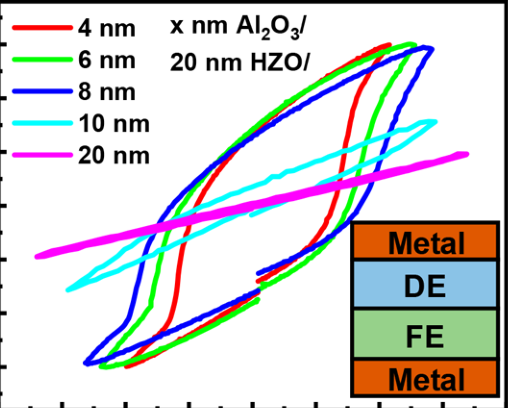 4 nm
6 nm
8 nm
10 nm
20 nm
x nm Al₂O₃/
20 nm HZO/
Metal
DE
FE
Metal